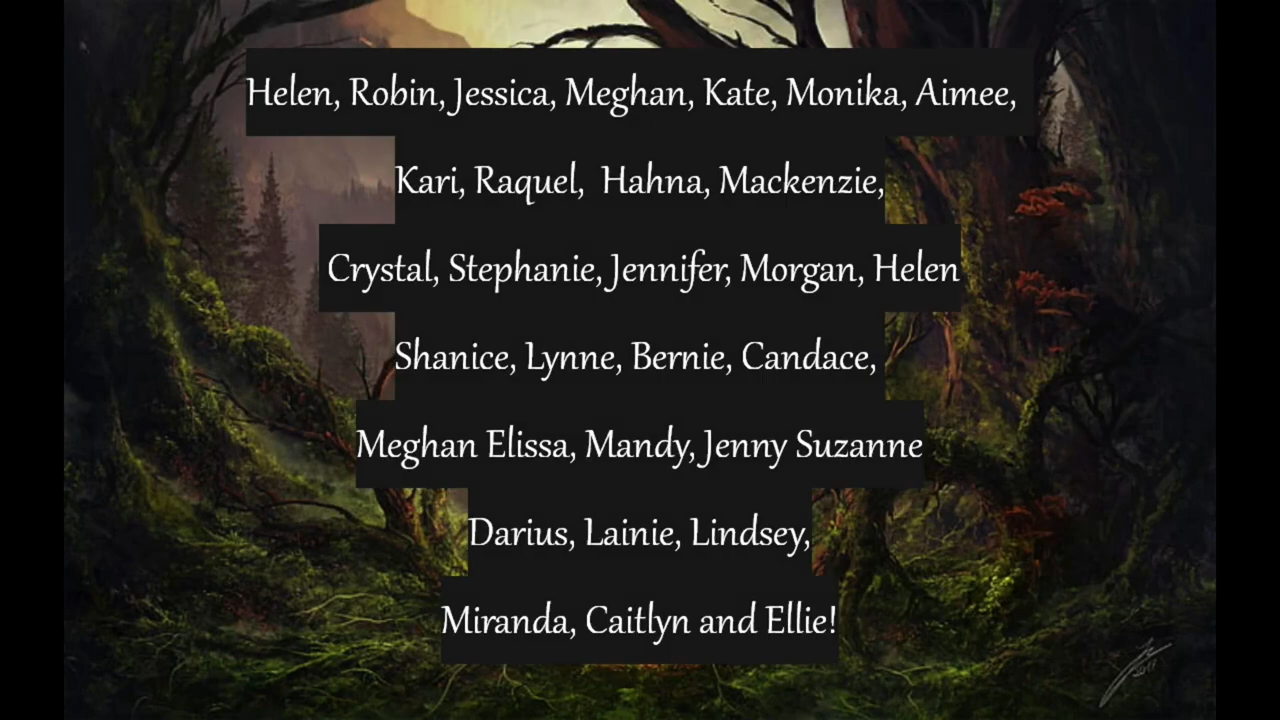 Helen, Robin, Jessica, Meghan, Kate, Monika, Aimee,
Kari, Raquel,  Hahna, Mackenzie,
Crystal, Stephanie, Jennifer, Morgan, Helen
Shanice, Lynne, Bernie, Candace,
Meghan Elissa, Mandy, Jenny Suzanne
Darius, Lainie, Lindsey,
Miranda, Caitlyn and Ellie!